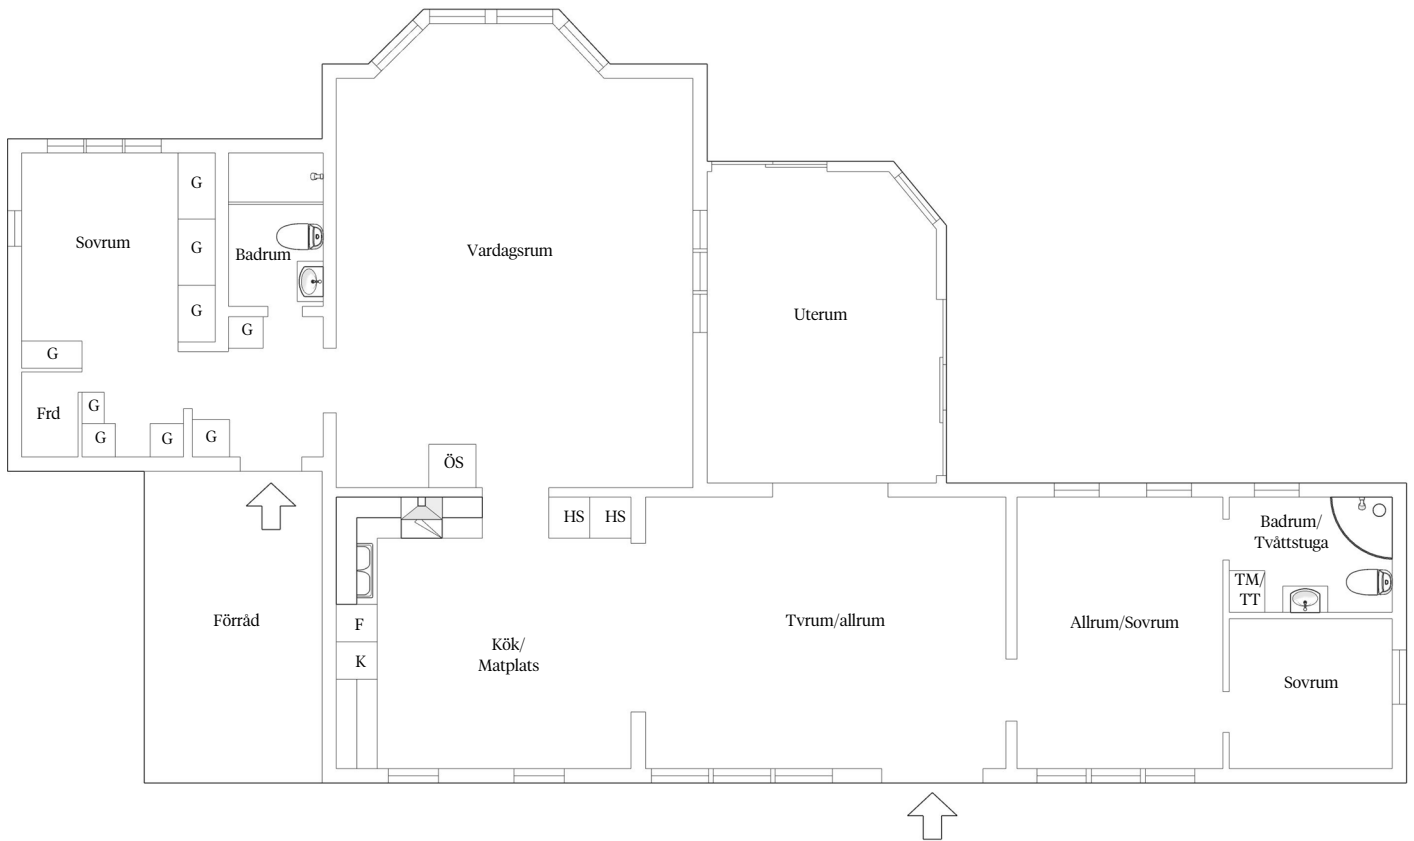 G
Sovrum
G
Badrum
Vardagsrum
G
Uterum
G
G
Frd
G
G
G
G
ÖS
HS
HS
Badrum/
Tvåttstuga
TM/
TT
Förråd
F
Tvrum/allrum
Allrum/Sovrum
Kök/
Matplats
K
Sovrum